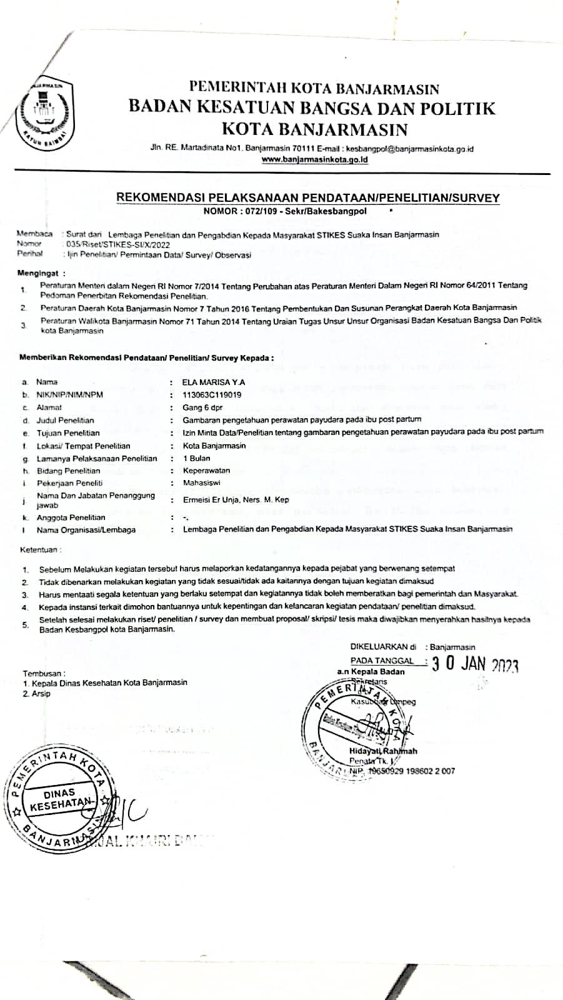 BANJARMASIN
KAYUH BAIMBAI
PEMERINTAH KOTA BANJARMASIN
BADAN KESATUAN BANGSA DAN POLITIK
KOTA BANJARMASIN
Jln. RE. Martadinata No1. Banjarmasin 70111 E-mail : kesbangpol@banjarmasinkota.go.id
www.banjarmasinkota.go.id
REKOMENDASI PELAKSANAAN PENDATAAN/PENELITIAN/SURVEY
NOMOR : 072/109 - Sekr/Bakesbangpol
Membaca : Surat dari Lembaga Penelitian dan Pengabdian Kepada Masyarakat STIKES Suaka Insan Banjarmasin
Nomor : 035/Riset/STIKES-SI/X/2022
Perihal : Ijin Penelitian/ Permintaan Data/ Survey/ Observasi
Mengingat :
1. Peraturan Menteri dalam Negeri RI Nomor 7/2014 Tentang Perubahan atas Peraturan Menteri Dalam Negeri RI Nomor 64/2011 Tentang
Pedoman Penerbitan Rekomendasi Penelitian.
2. Peraturan Daerah Kota Banjarmasin Nomor 7 Tahun 2016 Tentang Pembentukan Dan Susunan Perangkat Daerah Kota Banjarmasin
3. Peraturan Walikota Banjarmasin Nomor 71 Tahun 2014 Tentang Uraian Tugas Unsur Unsur Organisasi Badan Kesatuan Bangsa Dan Politik
kota Banjarmasin
Memberikan Rekomendasi Pendataan/ Penelitian/ Survey Kepada :
a. Nama : ELA MARISA Y.A
b. NIK/NIP/NIM/NPM : 113063C119019
c. Alamat : Gang 6 dpr
d. Judul Penelitian : Gambaran pengetahuan perawatan payudara pada ibu post partum
e. Tujuan Penelitian : Izin Minta Data/Penelitian tentang gambaran pengetahuan perawatan payudara pada ibu post partum
f. Lokasi/ Tempat Penelitian : Kota Banjarmasin
g. Lamanya Pelaksanaan Penelitian : 1 Bulan
h. Bidang Penelitian : Keperawatan
i. Pekerjaan Peneliti : Mahasiswi
j. Nama Dan Jabatan Penanggung jawab : Ermeisi Er Unja, Ners. M. Kep
k. Anggota Penelitian : -.
l Nama Organisasi/Lembaga : Lembaga Penelitian dan Pengabdian Kepada Masyarakat STIKES Suaka Insan Banjarmasin
Ketentuan :
1. Sebelum Melakukan kegiatan tersebut harus melaporkan kedatangannya kepada pejabat yang berwenang setempat
2. Tidak dibenarkan melakukan kegiatan yang tidak sesuai/tidak ada kaitannya dengan tujuan kegiatan dimaksud
3. Harus mentaati segala ketentuan yang berlaku setempat dan kegiatannya tidak boleh memberatkan bagi pemerintah dan Masyarakat.
4. Kepada instansi terkait dimohon bantuannya untuk kepentingan dan kelancaran kegiatan pendataan/ penelitian dimaksud.
5. Setelah selesai melakukan riset/ penelitian / survey dan membuat proposal/ skripsi/ tesis maka diwajibkan menyerahkan hasilnya kepada
Badan Kesbangpol kota Banjarmasin.
DIKELUARKAN di : Banjarmasin
PADA TANGGAL : 30 JAN 2023
a.n Kepala Badan
Sekretaris
Kasubbag Umpeg
PEMERINTAH KOTA
BANJARMASIN
Hidayati Rahmah
Penata Tk. I
NIP. 19650929 198602 2 007
Tembusan :
1. Kepala Dinas Kesehatan Kota Banjarmasin
2. Arsip
PEMERINTAH KOTA
DINAS
KESEHATAN
BANJARMASIN